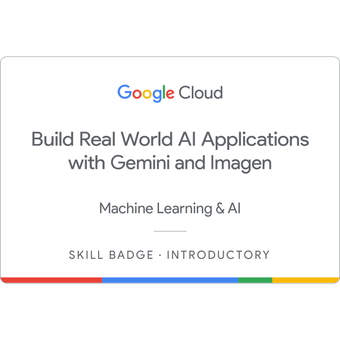 Google Cloud
Build Real World AI Applications
with Gemini and Imagen
Machine Learning & AI
SKILL BADGE · INTRODUCTORY